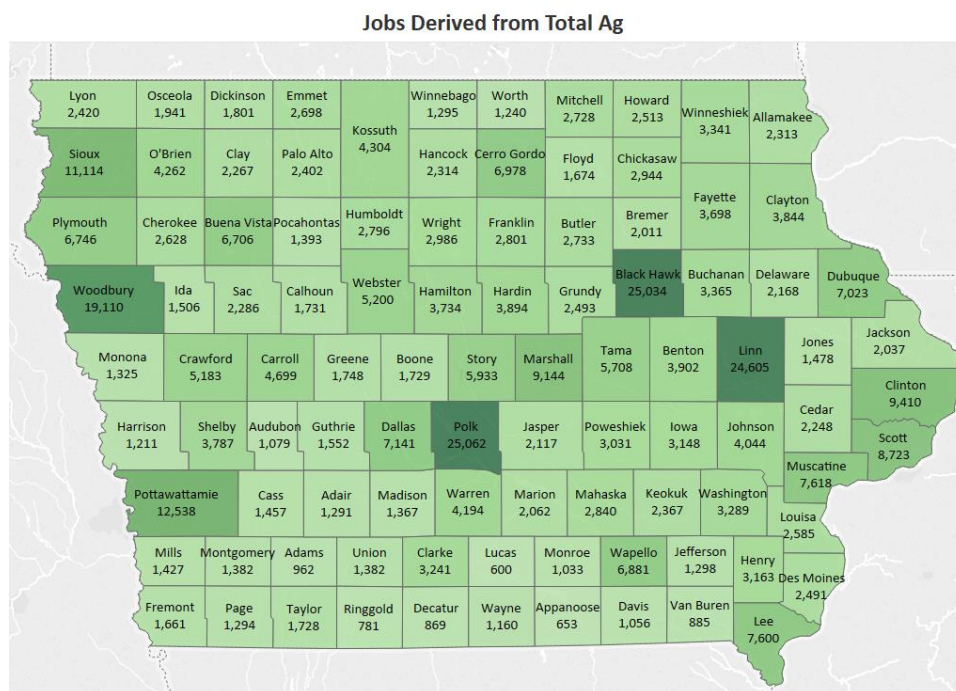 Jobs Derived from Total Ag
Lyon
2,420
Osceola
1,941
Dickinson
1,801
Emmet
2,698
Kossuth
4,304
Winnebago
1,295
Worth
1,240
Mitchell
2,728
Howard
2,513
Winneshiek
3,341
Allamakee
2,313
Sioux
11,114
O'Brien
4,262
Clay
2,267
Palo Alto
2,402
Hancock
2,314
Cerro Gordo
6,978
Floyd
1,674
Chickasaw
2,944
Fayette
3,698
Clayton
3,844
Plymouth
6,746
Cherokee
2,628
Buena Vista
6,706
Pocahontas
1,393
Humboldt
2,796
Wright
2,986
Franklin
2,801
Butler
2,733
Bremer
2,011
Woodbury
19,110
Ida
1,506
Sac
2,286
Calhoun
1,731
Webster
5,200
Hamilton
3,734
Hardin
3,894
Grundy
2,493
Black Hawk
25,034
Buchanan
3,365
Delaware
2,168
Dubuque
7,023
Monona
1,325
Crawford
5,183
Carroll
4,699
Greene
1,748
Boone
1,729
Story
5,933
Marshall
9,144
Tama
5,708
Benton
3,902
Linn
24,605
Jones
1,478
Jackson
2,037
Clinton
9,410
Harrison
1,211
Shelby
3,787
Audubon
1,079
Guthrie
1,552
Dallas
7,141
Polk
25,062
Jasper
2,117
Poweshiek
3,031
Iowa
3,148
Johnson
4,044
Cedar
2,248
Scott
8,723
Muscatine
7,618
Pottawattamie
12,538
Cass
1,457
Adair
1,291
Madison
1,367
Warren
4,194
Marion
2,062
Mahaska
2,840
Keokuk
2,367
Washington
3,289
Louisa
2,585
Mills
1,427
Montgomery
1,382
Adams
962
Union
1,382
Clarke
3,241
Lucas
600
Monroe
1,033
Wapello
6,881
Jefferson
1,298
Henry
3,163
Des Moines
2,491
Fremont
1,661
Page
1,294
Taylor
1,728
Ringgold
781
Decatur
869
Wayne
1,160
Appanoose
653
Davis
1,056
Van Buren
885
Lee
7,600